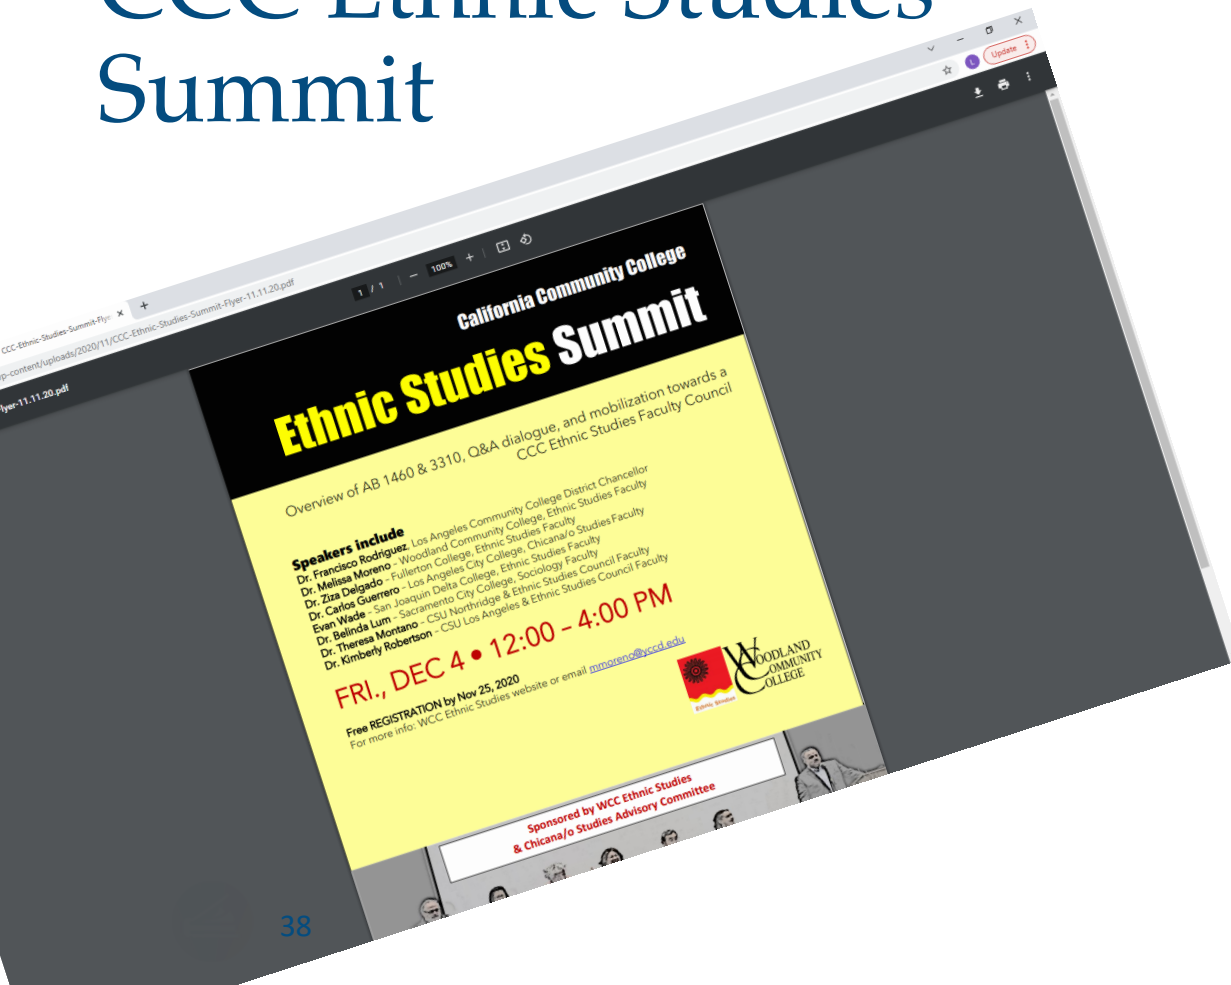 CCC Ethnic Studies
Summit
Update
CCC-Ethnic-Studies-Summit-Flye
p-content/uploads/2020/11/CCC-Ethnic-Studies-Summit-Flyer-11.11.20.pdf
lyer-11.11.20.pdf
1 / 1
100%
California Community College
Ethnic Studies Summit
Overview of AB 1460 & 3310, Q&A dialogue, and mobilization towards a
CCC Ethnic Studies Faculty Council
Speakers include
Dr. Francisco Rodriguez, Los Angeles Community College District Chancellor
Dr. Melissa Moreno - Woodland Community College, Ethnic Studies Faculty
Dr. Ziza Delgado - Fullerton College, Ethnic Studies Faculty
Dr. Carlos Guerrero - Los Angeles City College, Chicana/o Studies Faculty
Evan Wade - San Joaquin Delta College, Ethnic Studies Faculty
Dr. Belinda Lum - Sacramento City College, Sociology Faculty
Dr. Theresa Montano - CSU Northridge & Ethnic Studies Council Faculty
Dr. Kimberly Robertson - CSU Los Angeles & Ethnic Studies Council Faculty
FRI., DEC 4 • 12:00 – 4:00 PM
Free REGISTRATION by Nov 25, 2020
For more info: WCC Ethnic Studies website or email mmoreno@yccd.edu
Ethnic Studies
WOODLAND
COMMUNITY
COLLEGE
Sponsored by WCC Ethnic Studies
& Chicana/o Studies Advisory Committee
38